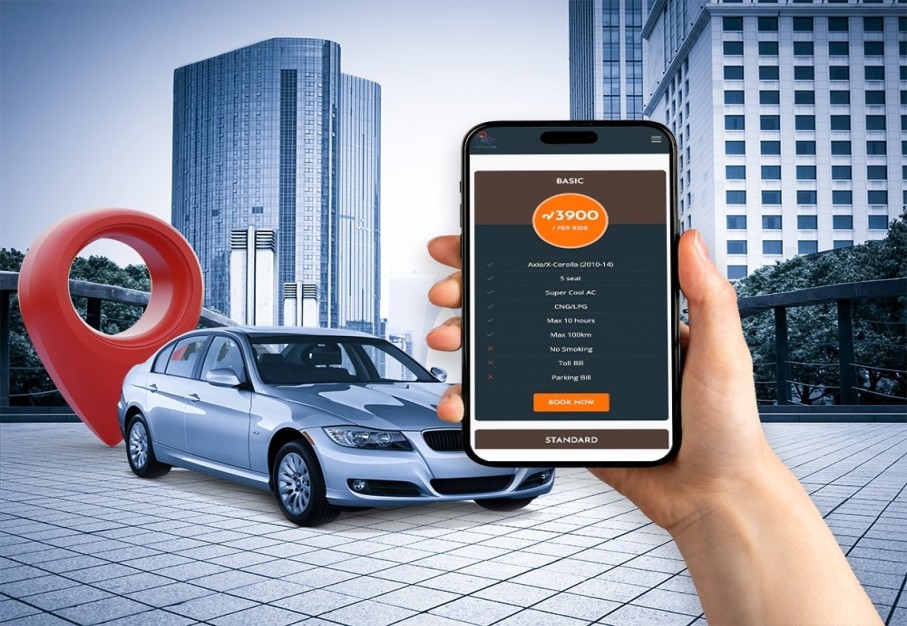 BASIC
৵3900
/ PER RIDE
Axio/X-Corolla (2010-14)
5 seat
Super Cool AC
CNG/LPG
Max 10 hours
Max 100km
No Smoking
Toll Bill
Parking Bill
BOOK NOW
STANDARD